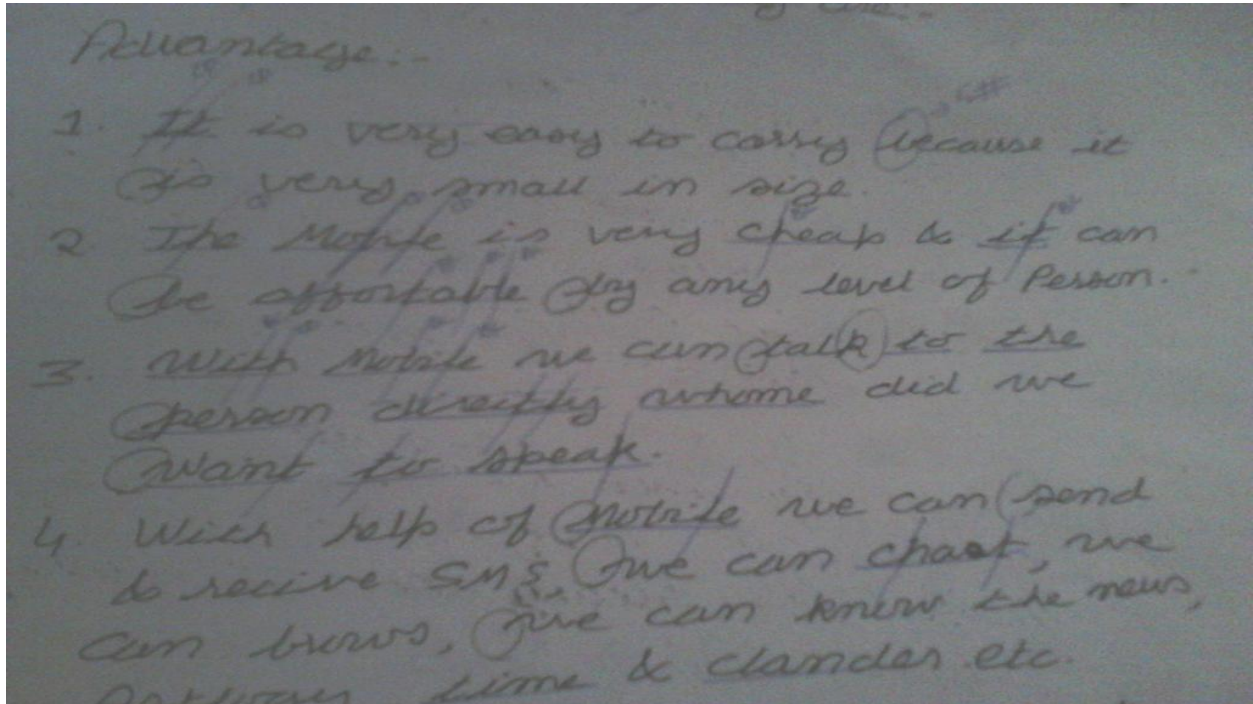 Advantage:-
1. It is very easy to carry because it
is very small in size.
2 The Mobile is very cheap & it can
be affortable by any level of Person.
3. With Mobile we can talk to the
person directly whome did we
want to speak.
4. With help of Mobile we can send
& recive SMS, we can chaet, we
can brows, we can know the news,
time & clander etc.